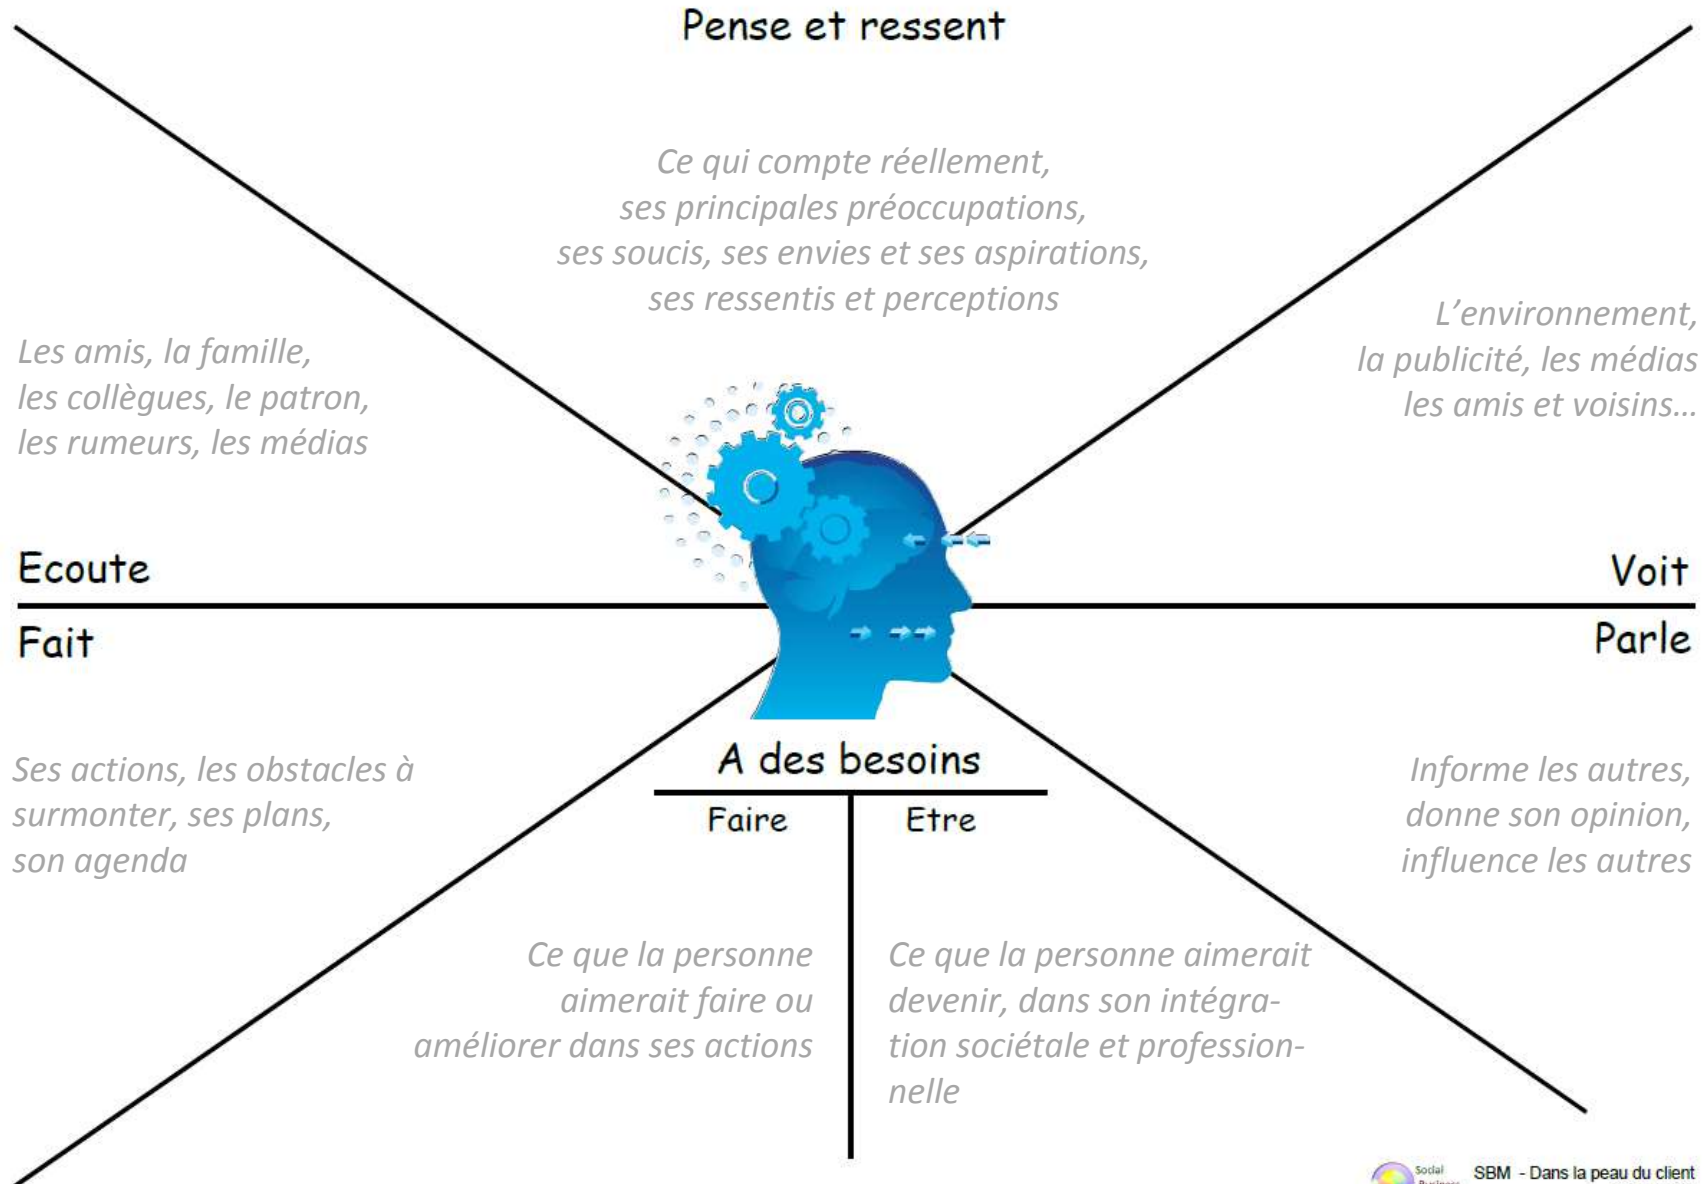 Pense et ressent
Ce qui compte réellement,
ses principales préoccupations,
ses soucis, ses envies et ses aspirations,
ses ressentis et perceptions
Les amis, la famille,
les collègues, le patron,
les rumeurs, les médias
L'environnement,
la publicité, les médias
les amis et voisins...
Ecoute
Voit
Fait
Parle
Ses actions, les obstacles à
surmonter, ses plans,
son agenda
A des besoins
Faire
Etre
Informe les autres,
donne son opinion,
influence les autres
Ce que la personne
aimerait faire ou
améliorer dans ses actions
Ce que la personne aimerait
devenir, dans son intégra-
tion sociétale et profession-
nelle
Social
SBM - Dans la peau du client